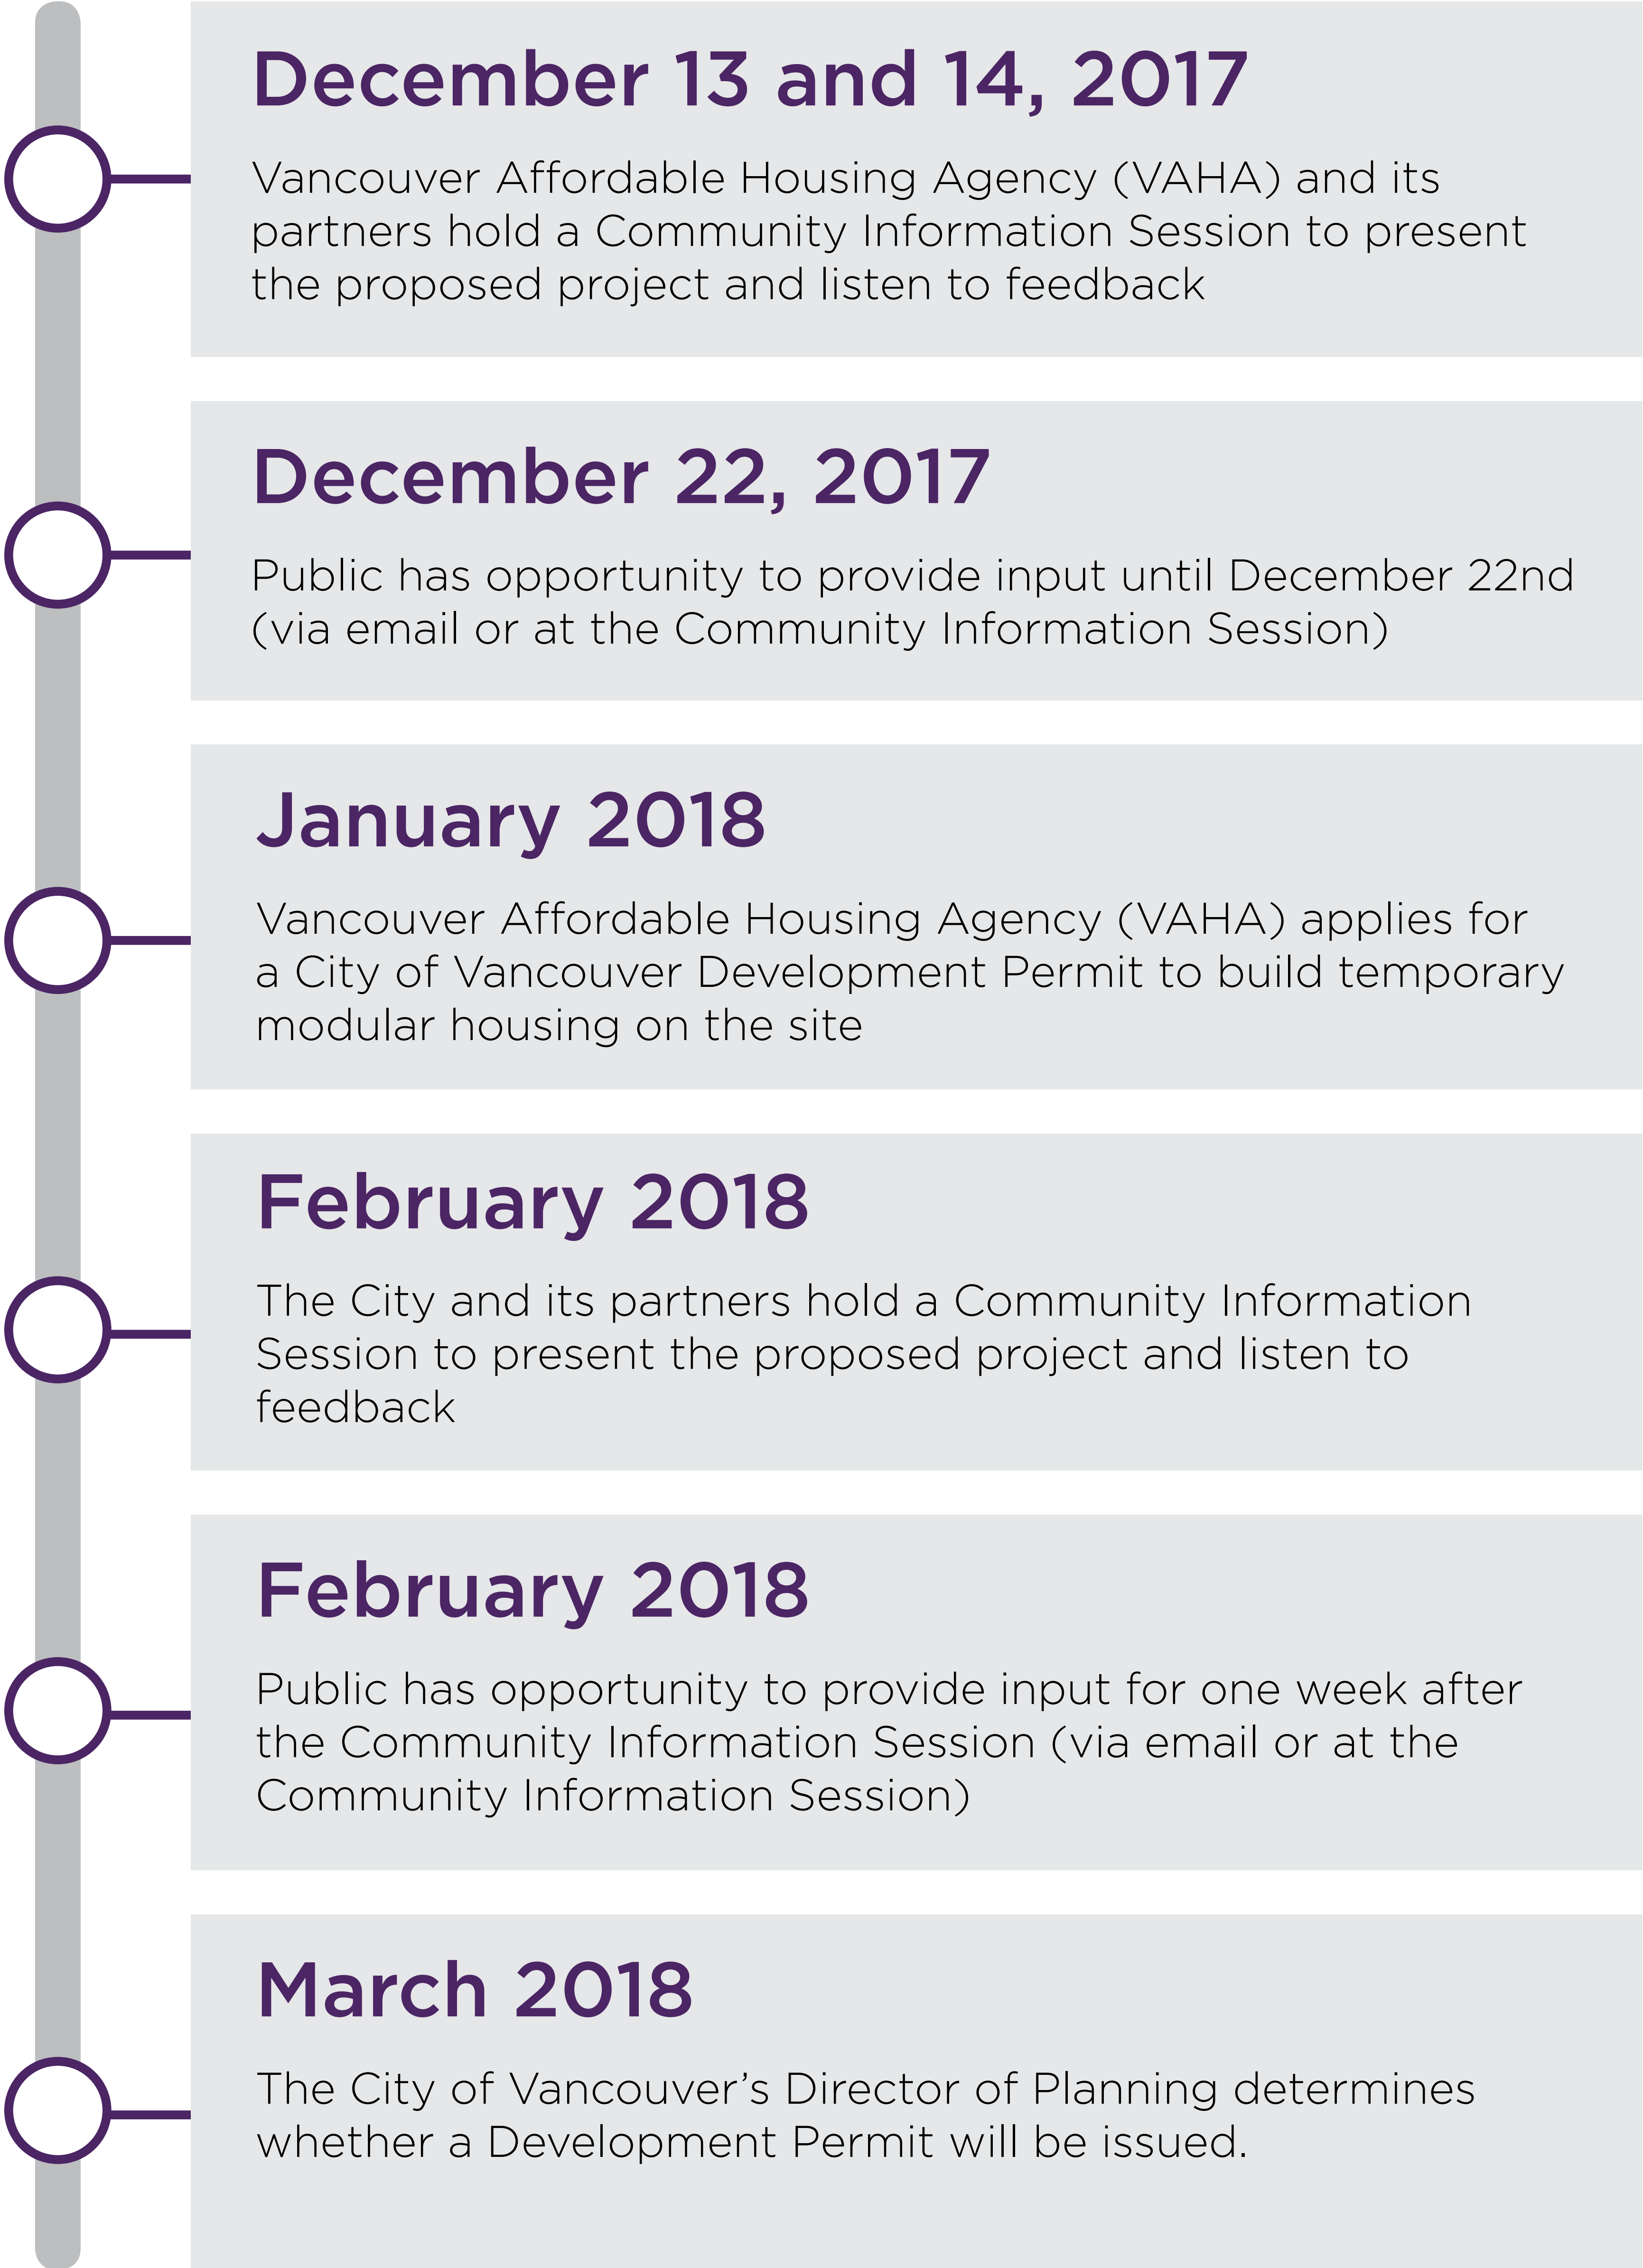 December 13 and 14, 2017
Vancouver Affordable Housing Agency (VAHA) and its
partners hold a Community Information Session to present
the proposed project and listen to feedback
December 22, 2017
Public has opportunity to provide input until December 22nd
(via email or at the Community Information Session)
January 2018
Vancouver Affordable Housing Agency (VAHA) applies for
a City of Vancouver Development Permit to build temporary
modular housing on the site
February 2018
The City and its partners hold a Community Information
Session to present the proposed project and listen to
feedback
February 2018
Public has opportunity to provide input for one week after
the Community Information Session (via email or at the
Community Information Session)
March 2018
The City of Vancouver’s Director of Planning determines
whether a Development Permit will be issued.